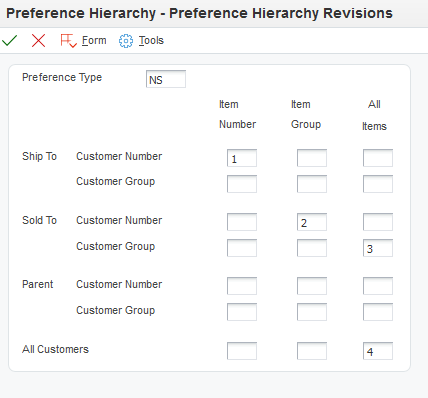 Preference Hierarchy - Preference Hierarchy Revisions
Form Tools
Preference Type NS
Item Item All
Number Group Items
Ship To Customer Number 1
Customer Group
Sold To Customer Number 2
Customer Group 3
Parent Customer Number
Customer Group
All Customers 4